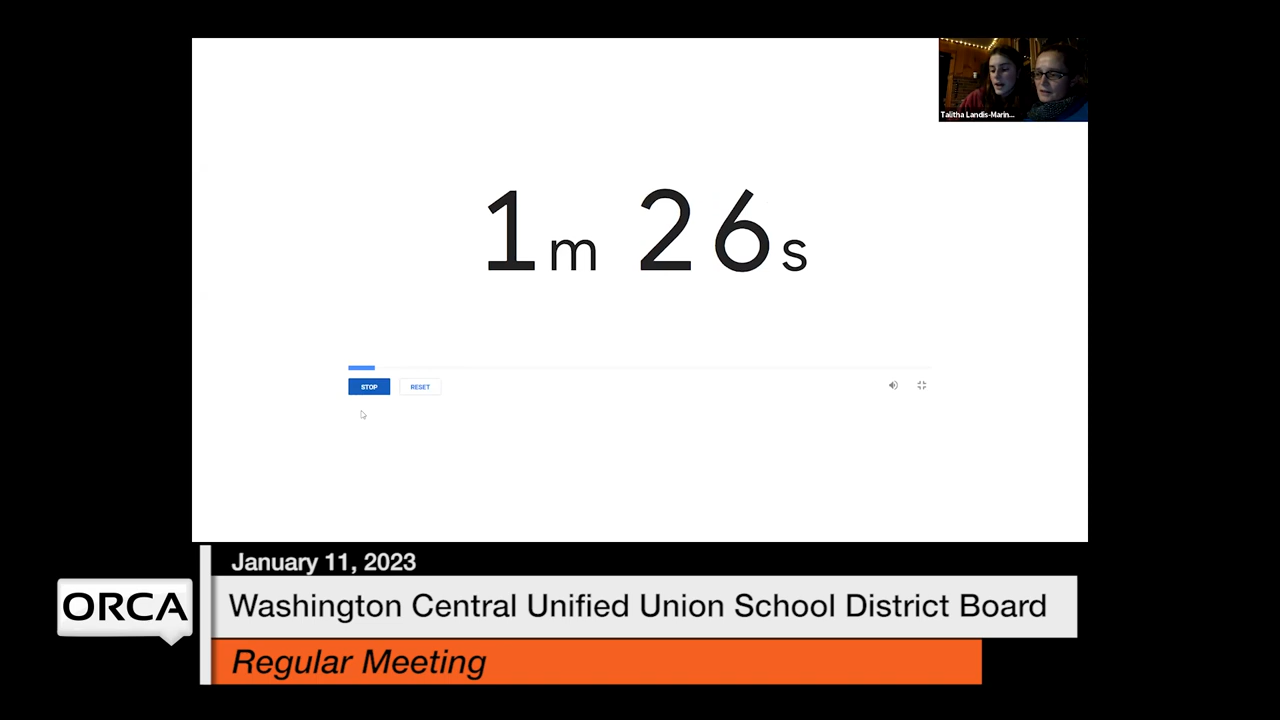 Talitha Landis-Marin...
1m 26s
STOP RESET
January 11, 2023
ORCA
Washington Central Unified Union School District Board
Regular Meeting